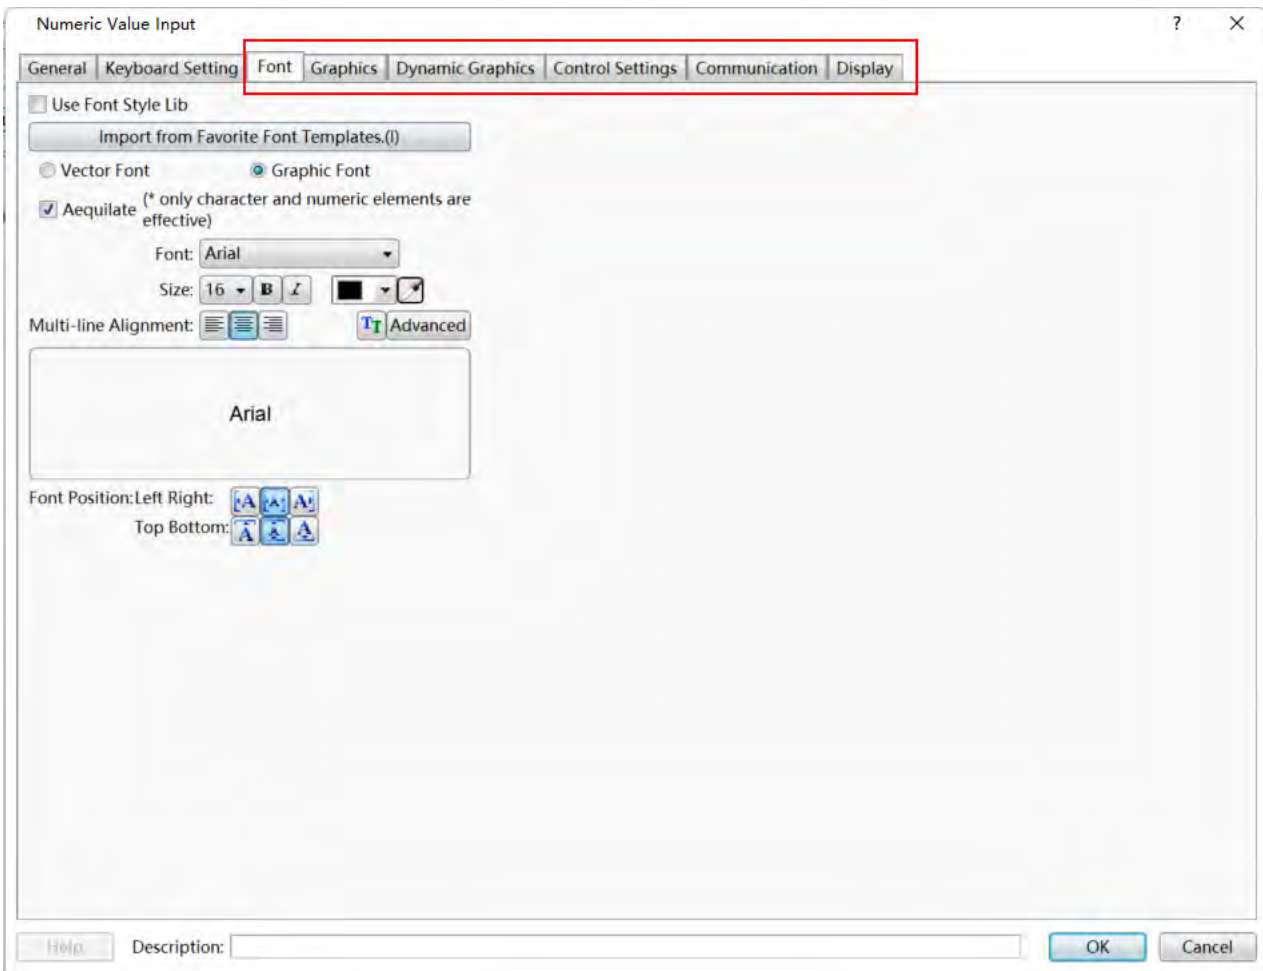 Numeric Value Input ?
General Keyboard Setting Font Graphics Dynamic Graphics Control Settings Communication Display
Use Font Style Lib
Import from Favorite Font Templates.(I)
Vector Font Graphic Font
Aequilate (* only character and numeric elements are
effective)
Font: Arial
Size: 16 B I
Multi-line Alignment: TT Advanced
Arial
Font Position:Left Right: A A A
Top Bottom: A A A
Help Description: OK Cancel